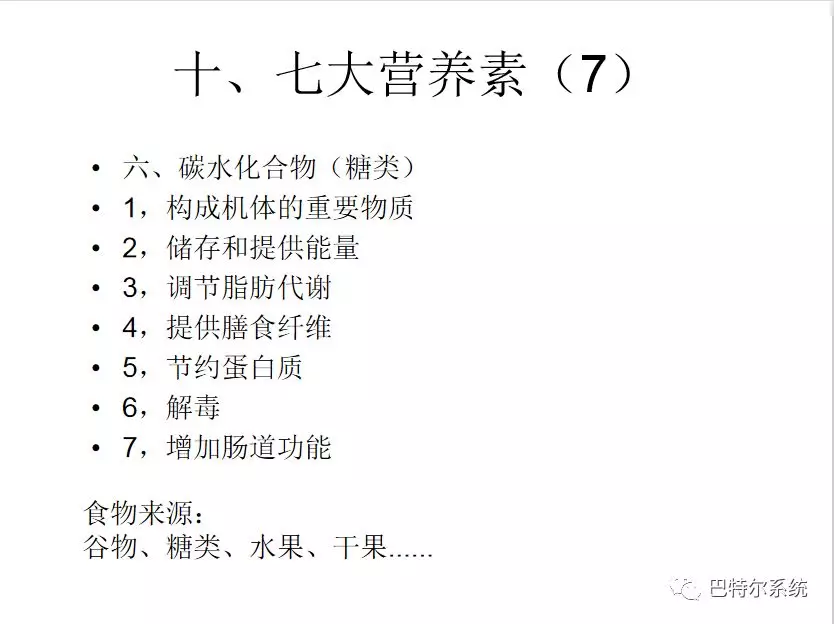 十、七大营养素（7）
• 六、碳水化合物（糖类）
• 1，构成机体的重要物质
• 2，储存和提供能量
• 3，调节脂肪代谢
• 4，提供膳食纤维
• 5，节约蛋白质
• 6，解毒
• 7，增加肠道功能
食物来源：
谷物、糖类、水果、干果......
巴特尔系统